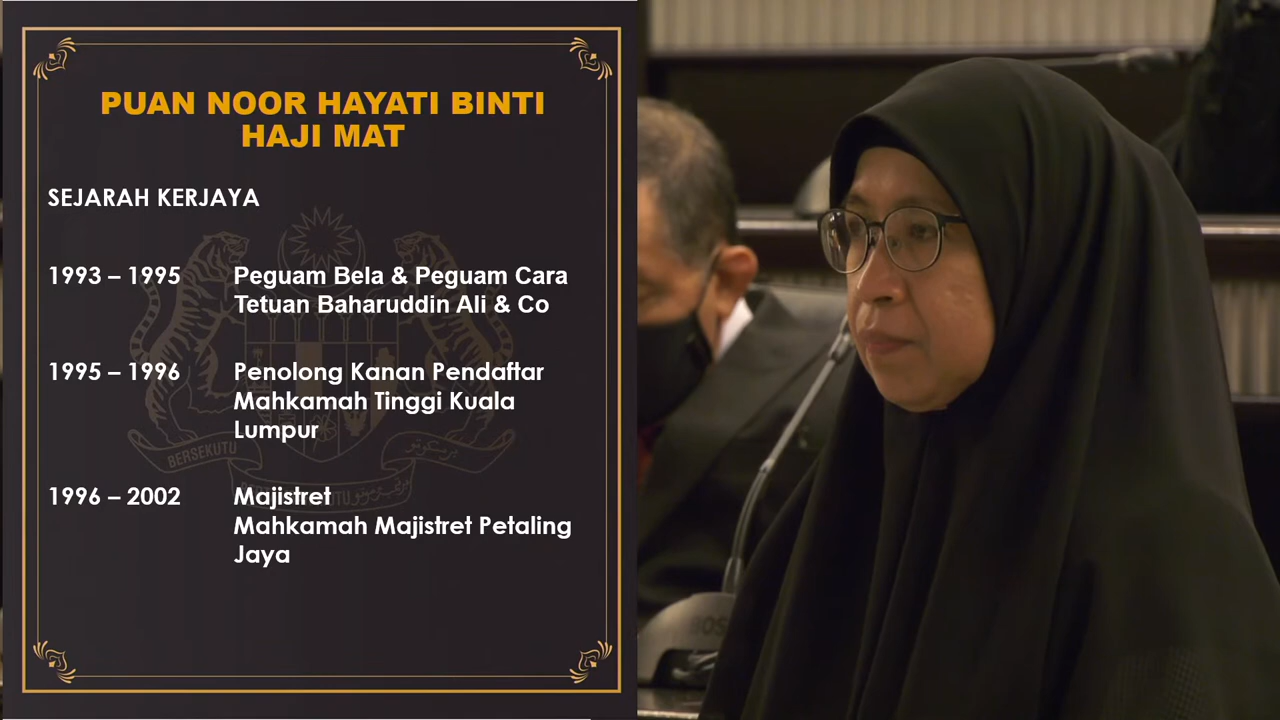 PUAN NOOR HAYATI BINTI
HAJI MAT
SEJARAH KERJAYA
1993 – 1995 Peguam Bela & Peguam Cara
Tetuan Baharuddin Ali & Co
1995 – 1996 Penolong Kanan Pendaftar
Mahkamah Tinggi Kuala
Lumpur
1996 – 2002 Majistret
Mahkamah Majistret Petaling
Jaya
BERSEKUTU